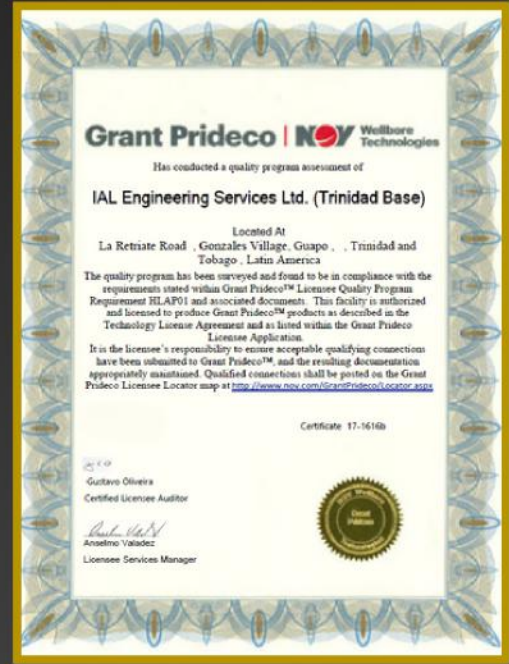 Grant Prideco | NOV Wellbore Technologies
Has conducted a quality program assessment of
IAL Engineering Services Ltd. (Trinidad Base)
Located At
La Retriate Road , Gonzales Village, Guapo , , Trinidad and
Tobago , Latin America
The quality program has been surveyed and found to be in compliance with the
requirements stated within Grant Prideco™ Licensee Quality Program
Requirement HLAP01 and associated documents. This facility is authorized
and licensed to produce Grant Prideco™ products as described in the
Technology License Agreement and as listed within the Grant Prideco
Licensee Application.
It is the licensee's responsibility to ensure acceptable qualifying connections
have been submitted to Grant Prideco™, and the resulting documentation
appropriately maintained. Qualified connections shall be posted on the Grant
Prideco Licensee Locator map at http://www.nov.com/GrantPrideco/Locator.aspx
Certificate 17-1616b
Gustavo Oliveira
Certified Licensee Auditor
Anselmo Valadez
Licensee Services Manager
NOV Wellbore
Grant
Prideco
Technologies